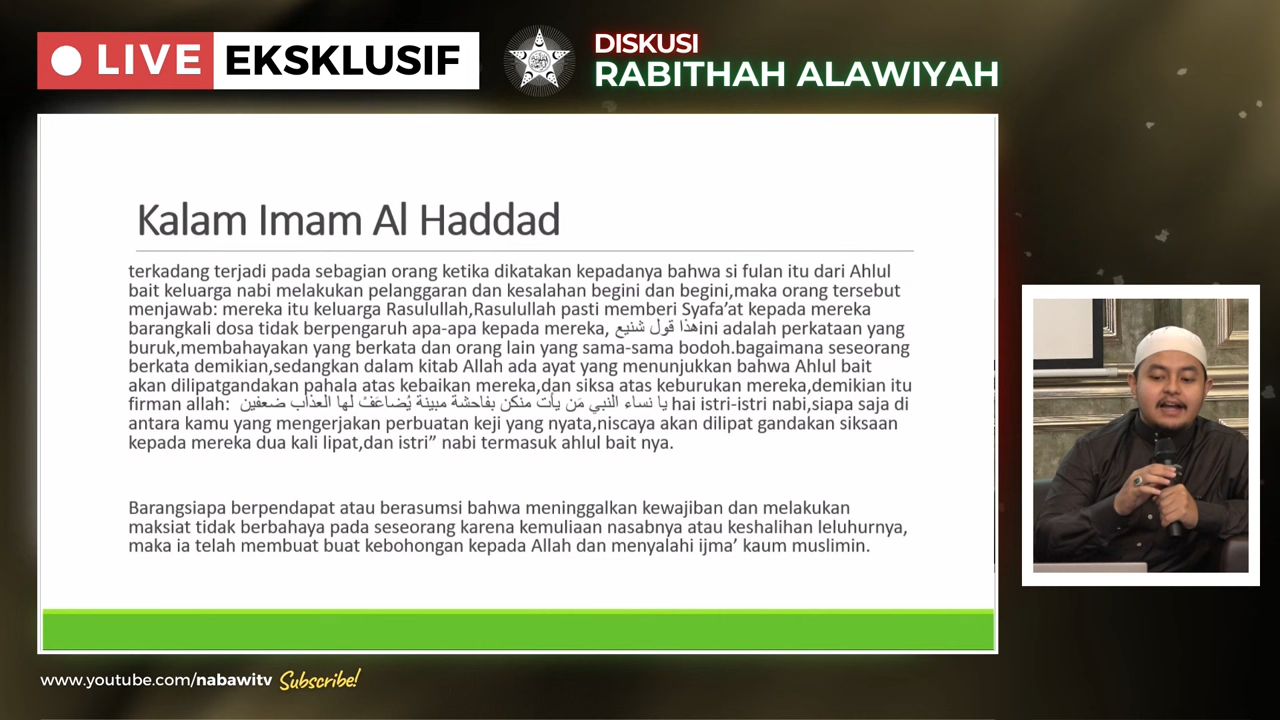 LIVE EKSKLUSIF
DISKUSI
RABITHAH ALAWIYAH
Kalam Imam Al Haddad
terkadang terjadi pada sebagian orang ketika dikatakan kepadanya bahwa si fulan itu dari Ahlul
bait keluarga nabi melakukan pelanggaran dan kesalahan begini dan begini,maka orang tersebut
menjawab: mereka itu keluarga Rasulullah,Rasulullah pasti memberi Syafa’at kepada mereka
barangkali dosa tidak berpengaruh apa-apa kepada mereka, هذا قول شنيع ini adalah perkataan yang
buruk,membahayakan yang berkata dan orang lain yang sama-sama bodoh.bagaimana seseorang
berkata demikian,sedangkan dalam kitab Allah ada ayat yang menunjukkan bahwa Ahlul bait
akan dilipatgandakan pahala atas kebaikan mereka,dan siksa atas keburukan mereka,demikian itu
firman allah: يا نساء النبي مَن يأت منكن بفاحشة مبينة يُضاعفْ لها العذاب ضعفين hai istri-istri nabi,siapa saja di
antara kamu yang mengerjakan perbuatan keji yang nyata,niscaya akan dilipat gandakan siksaan
kepada mereka dua kali lipat,dan istri” nabi termasuk ahlul bait nya.
Barangsiapa berpendapat atau berasumsi bahwa meninggalkan kewajiban dan melakukan
maksiat tidak berbahaya pada seseorang karena kemuliaan nasabnya atau keshalihan leluhurnya,
maka ia telah membuat buat kebohongan kepada Allah dan menyalahi ijma’ kaum muslimin.
www.youtube.com/nabawitv Subscribe!